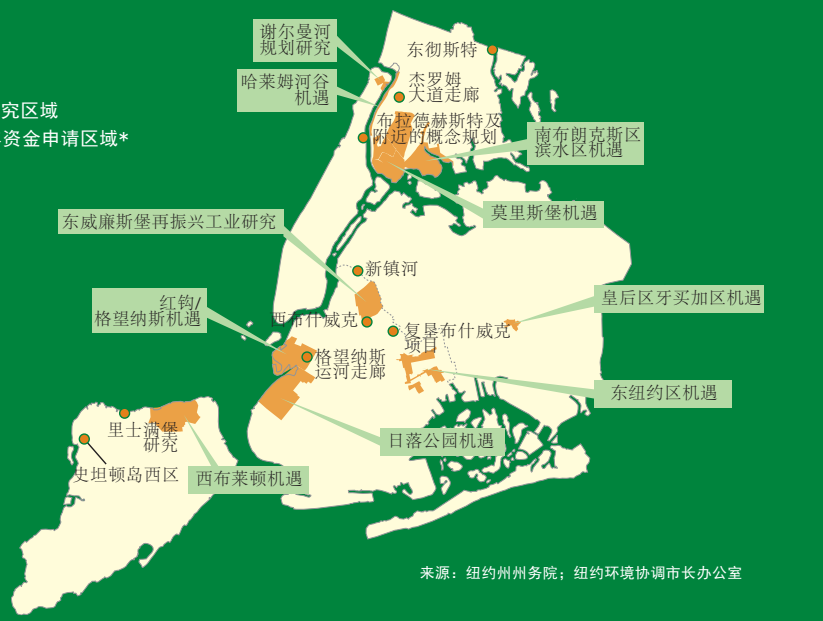 谢尔曼河
规划研究
东彻斯特
哈莱姆河谷
机遇
杰罗姆
大道走廊
究区域
资金申请区域*
布拉德赫斯特及
附近的概念规划
南布朗克斯区
滨水区机遇
莫里斯堡机遇
东威廉斯堡再振兴工业研究
新镇河
皇后区牙买加区机遇
红钩/
格望纳斯机遇
西布什威克
复垦布什威克
项目
格望纳斯
运河走廊
东纽约区机遇
里士满堡
研究
日落公园机遇
史坦顿岛西区
西布莱顿机遇
来源：纽约州州务院；纽约环境协调市长办公室